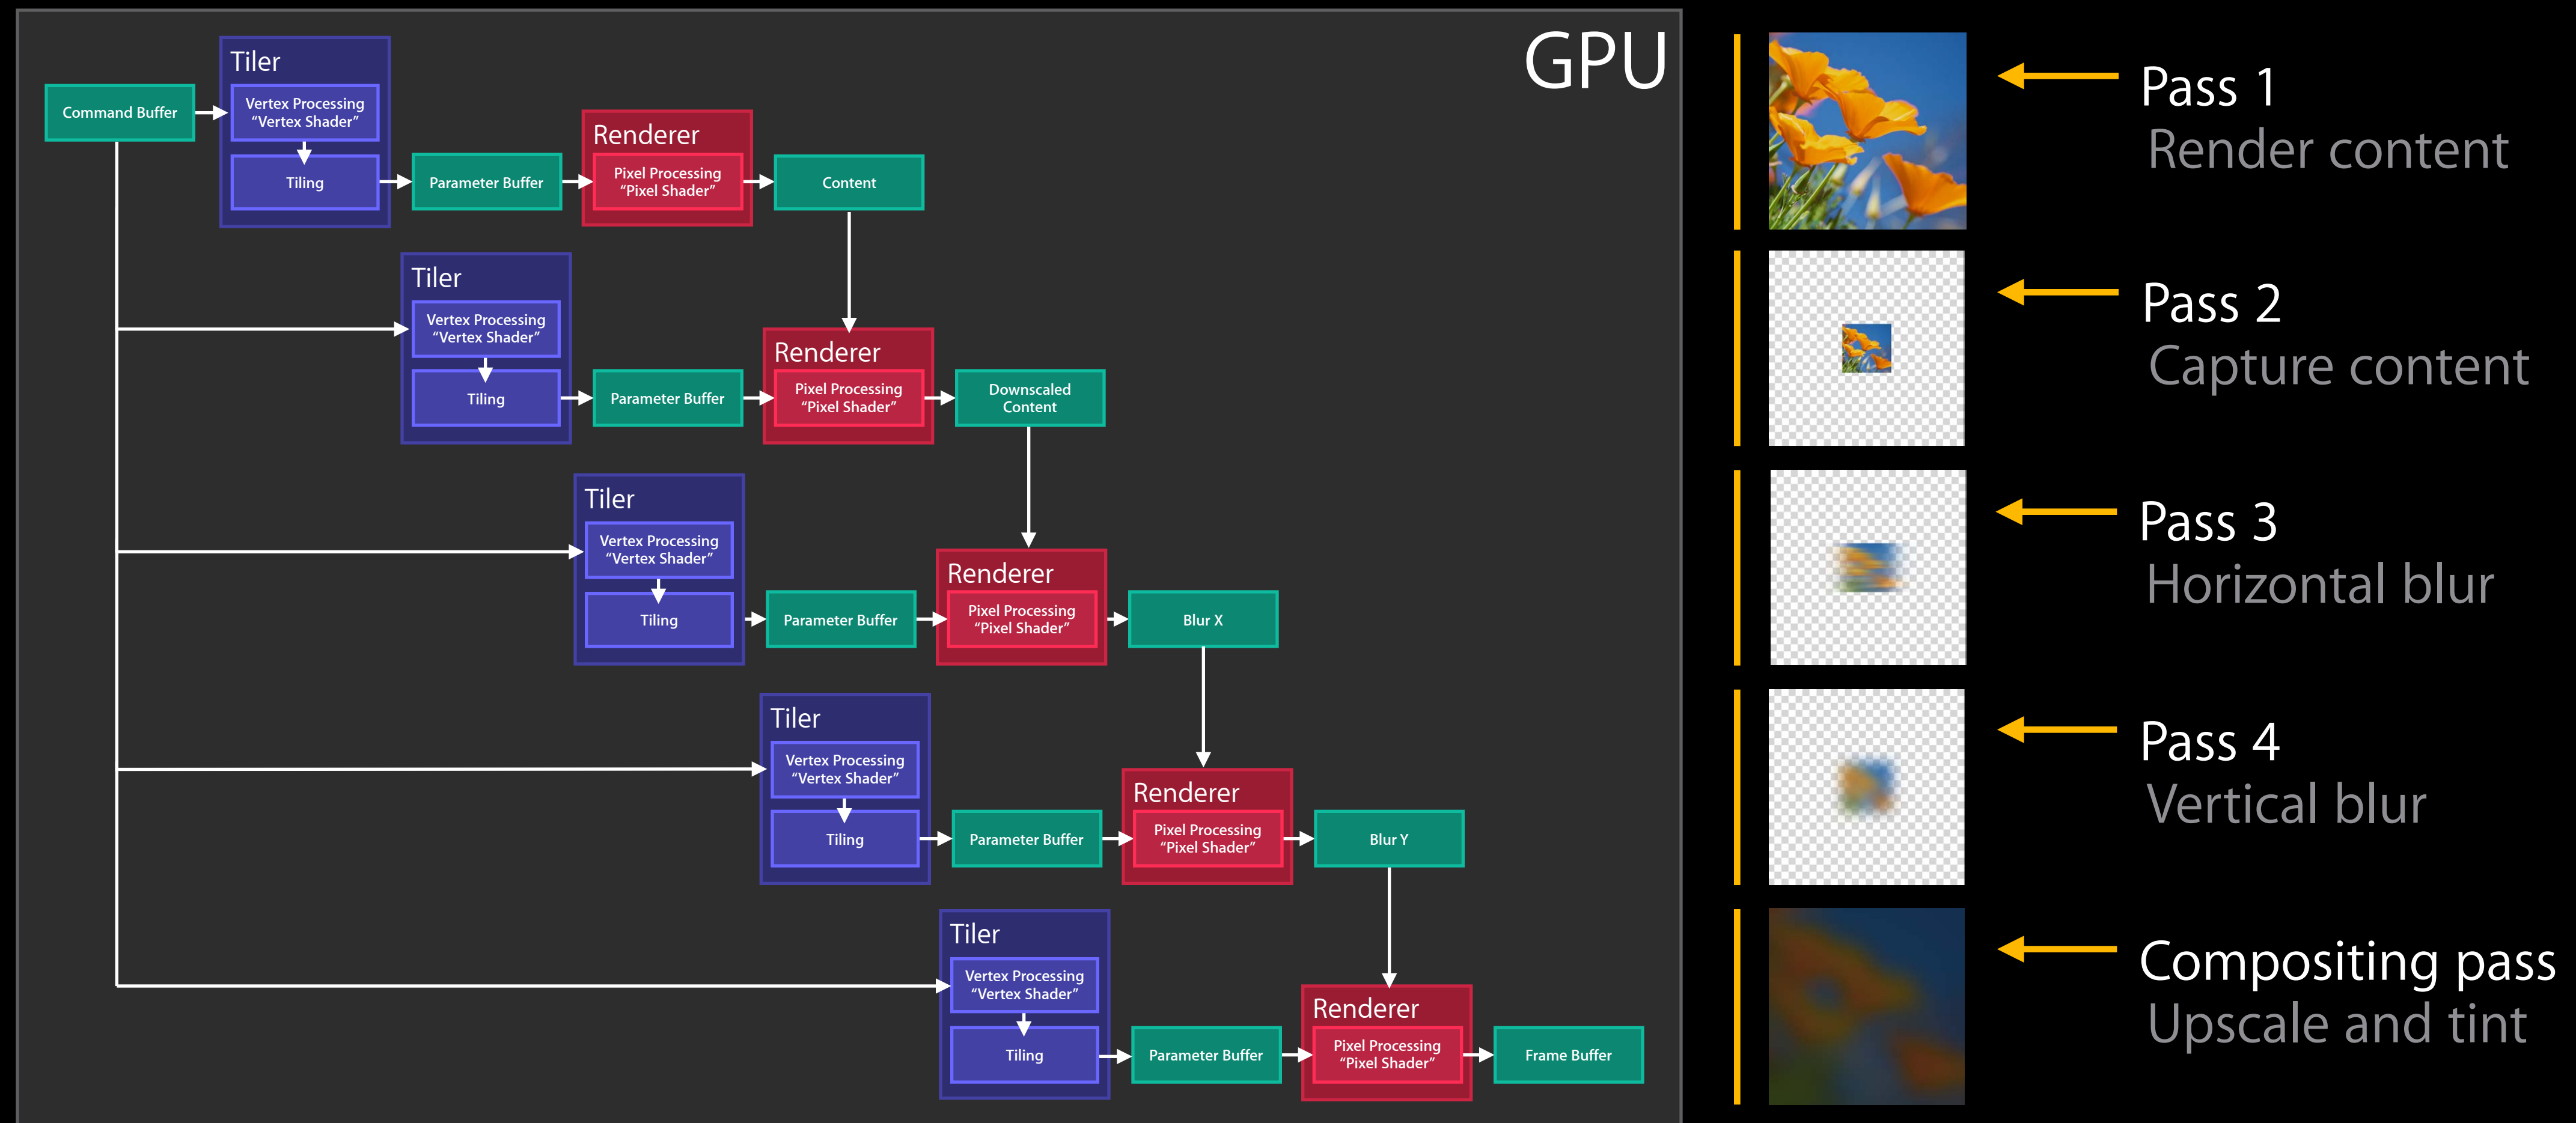 GPU
Tiler
Command Buffer
Vertex Processing
“Vertex Shader”
Tiling
Parameter Buffer
Renderer
Pixel Processing
“Pixel Shader”
Content
Pass 1
Render content
Tiler
Vertex Processing
“Vertex Shader”
Tiling
Parameter Buffer
Renderer
Pixel Processing
“Pixel Shader”
Downscaled
Content
Pass 2
Capture content
Tiler
Vertex Processing
“Vertex Shader”
Tiling
Parameter Buffer
Renderer
Pixel Processing
“Pixel Shader”
Blur X
Pass 3
Horizontal blur
Tiler
Vertex Processing
“Vertex Shader”
Tiling
Parameter Buffer
Renderer
Pixel Processing
“Pixel Shader”
Blur Y
Pass 4
Vertical blur
Tiler
Vertex Processing
“Vertex Shader”
Tiling
Parameter Buffer
Renderer
Pixel Processing
“Pixel Shader”
Frame Buffer
Compositing pass
Upscale and tint